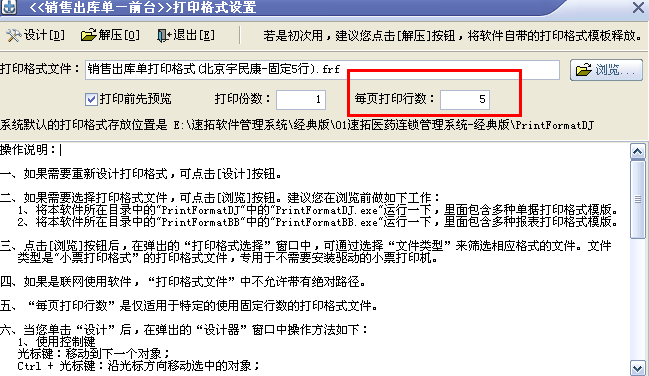 <<销售出库单—前台>>打印格式设置
设计[D] 解压[O] 退出[E] 若是初次用，建议您点击[解压]按钮，将软件自带的打印格式模板释放。
打印格式文件： 销售出库单打印格式(北京宇民康-固定5行).frf 浏览...
打印前先预览 打印份数： 1 每页打印行数： 5
系统默认的打印格式存放位置是 E:\速拓软件管理系统\经典版\01速拓医药连锁管理系统-经典版\PrintFormatDJ
操作说明：
一、如果需要重新设计打印格式，可点击[设计]按钮。
二、如果需要选择打印格式文件，可点击[浏览]按钮。建议您在浏览前做如下工作：
1、将本软件所在目录中的"PrintFormatDJ"中的"PrintFormatDJ.exe"运行一下，里面包含多种单据打印格式模版。
2、将本软件所在目录中的"PrintFormatBB"中的"PrintFormatBB.exe"运行一下，里面包含多种报表打印格式模版。
三、点击[浏览]按钮后，在弹出的“打印格式选择”窗口中，可通过选择“文件类型”来筛选相应格式的文件。文件
类型是“小票打印格式”的打印格式文件，专用于不需要安装驱动的小票打印机。
四、如果是联网使用软件，“打印格式文件”中不允许带有绝对路径。
五、“每页打印行数”是仅适用于特定的使用固定行数的打印格式文件。
六、当您单击“设计”后，在弹出的“设计器”窗口中操作方法如下：
1、使用控制键
光标键：移动到下一个对象；
Ctrl + 光标键：沿光标方向移动选中的对象；